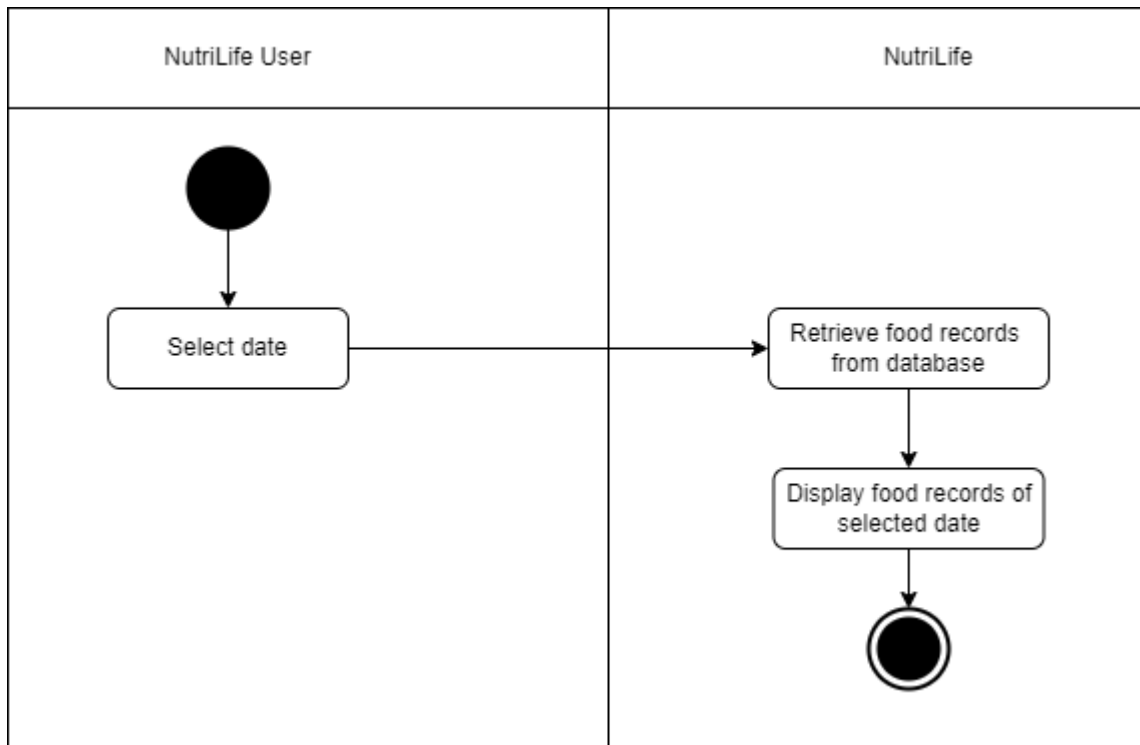 NutriLife User
NutriLife
Select date
Retrieve food records
from database
Display food records of
selected date